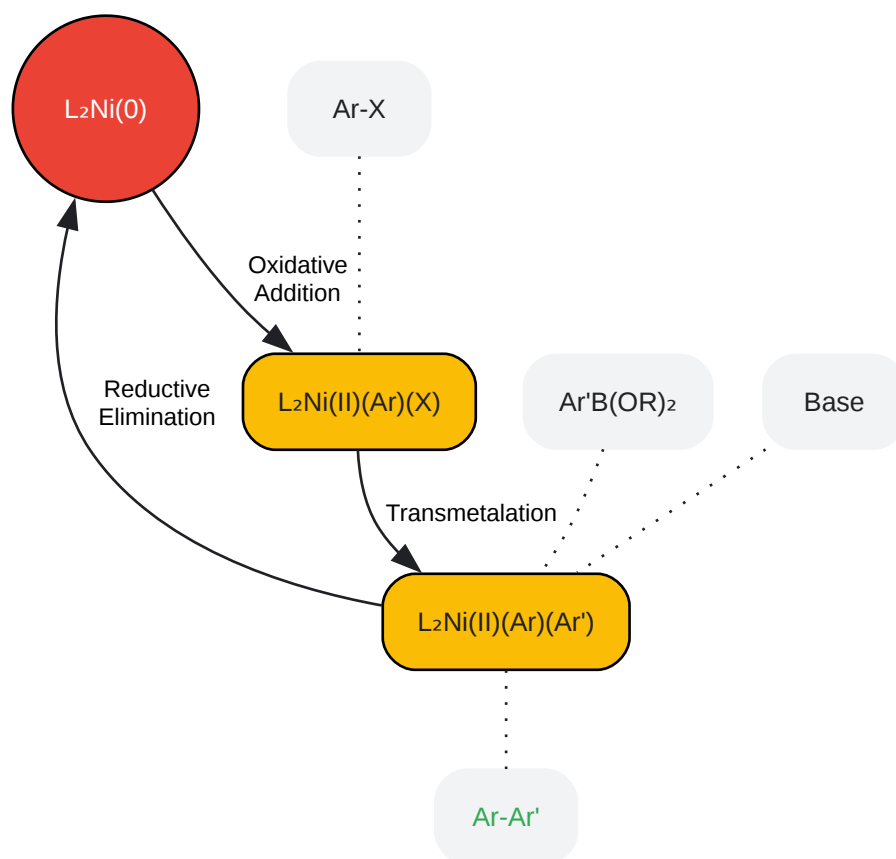 L₂Ni(0)
Ar-X
Oxidative
Addition
Reductive
Elimination
L₂Ni(II)(Ar)(X)
Ar'B(OR)₂
Base
Transmetalation
L₂Ni(II)(Ar)(Ar')
Ar-Ar'